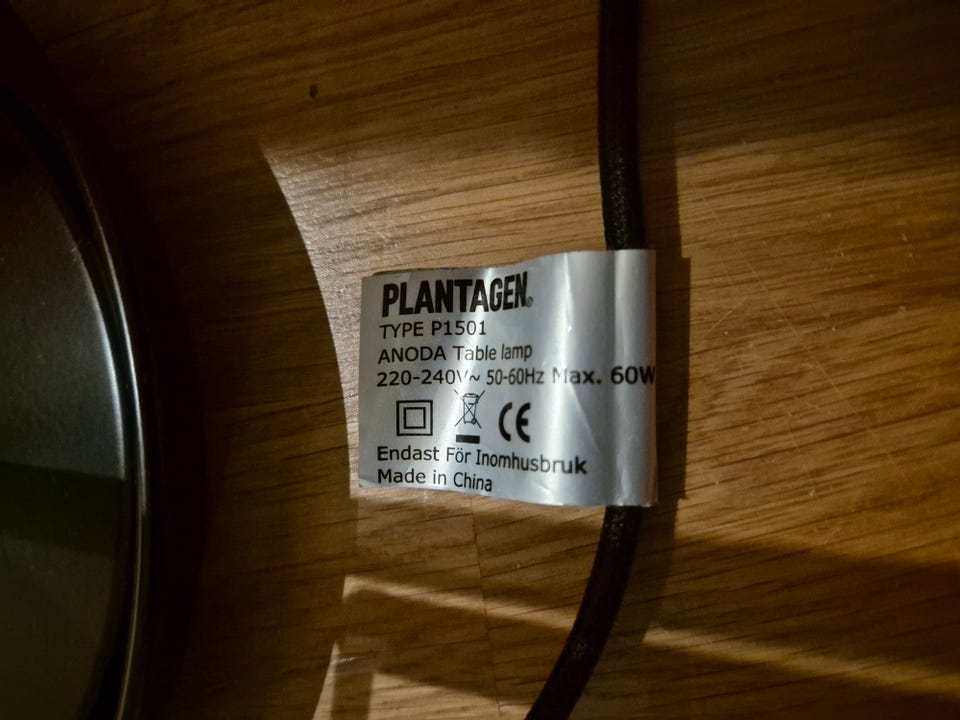 PLANTAGEN®
TYPE P1501
ANODA Table lamp
220-240V~ 50-60Hz Max. 60W
CE
Endast För Inomhusbruk
Made in China